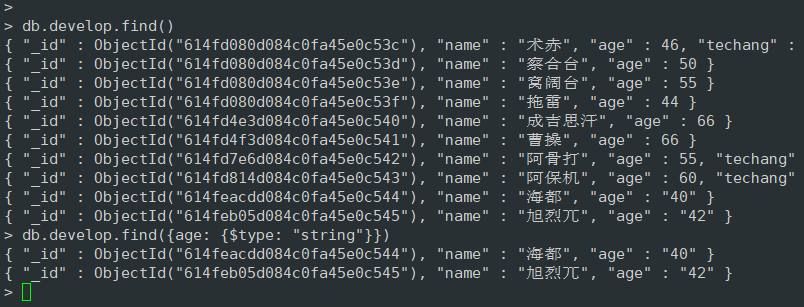 >
> db.develop.find()
{ "_id" : ObjectId("614fd080d084c0fa45e0c53c"), "name" : "术赤", "age" : 46, "techang" :
{ "_id" : ObjectId("614fd080d084c0fa45e0c53d"), "name" : "察合台", "age" : 50 }
{ "_id" : ObjectId("614fd080d084c0fa45e0c53e"), "name" : "窝阔台", "age" : 55 }
{ "_id" : ObjectId("614fd080d084c0fa45e0c53f"), "name" : "拖雷", "age" : 44 }
{ "_id" : ObjectId("614fd4e3d084c0fa45e0c540"), "name" : "成吉思汗", "age" : 66 }
{ "_id" : ObjectId("614fd4f3d084c0fa45e0c541"), "name" : "曹操", "age" : 66 }
{ "_id" : ObjectId("614fd7e6d084c0fa45e0c542"), "name" : "阿骨打", "age" : 55, "techang"
{ "_id" : ObjectId("614fd814d084c0fa45e0c543"), "name" : "阿保机", "age" : 60, "techang"
{ "_id" : ObjectId("614feacdd084c0fa45e0c544"), "name" : "海都", "age" : "40" }
{ "_id" : ObjectId("614feb05d084c0fa45e0c545"), "name" : "旭烈兀", "age" : "42" }
> db.develop.find({age: {$type: "string"}})
{ "_id" : ObjectId("614feacdd084c0fa45e0c544"), "name" : "海都", "age" : "40" }
{ "_id" : ObjectId("614feb05d084c0fa45e0c545"), "name" : "旭烈兀", "age" : "42" }
>